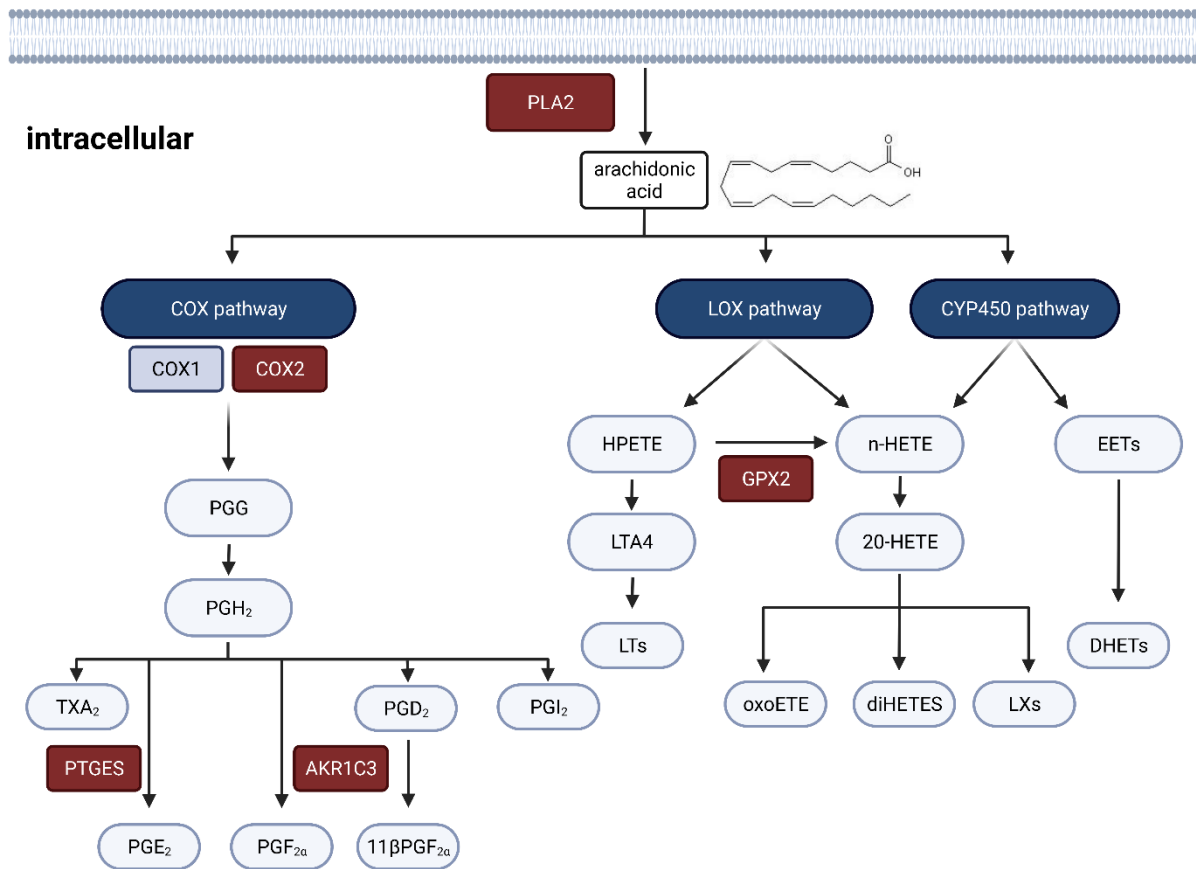 PLA2
intracellular
arachidonic
acid
O
OH
COX pathway
LOX pathway
CYP450 pathway
COX1
COX2
HPETE
n-HETE
EETs
GPX2
PGG
LTA4
20-HETE
PGH₂
LTs
DHETs
TXA₂
PGD₂
PGI₂
oxoETE
diHETES
LXs
PTGES
AKR1C3
PGE₂
PGF₂α
11βPGF₂α